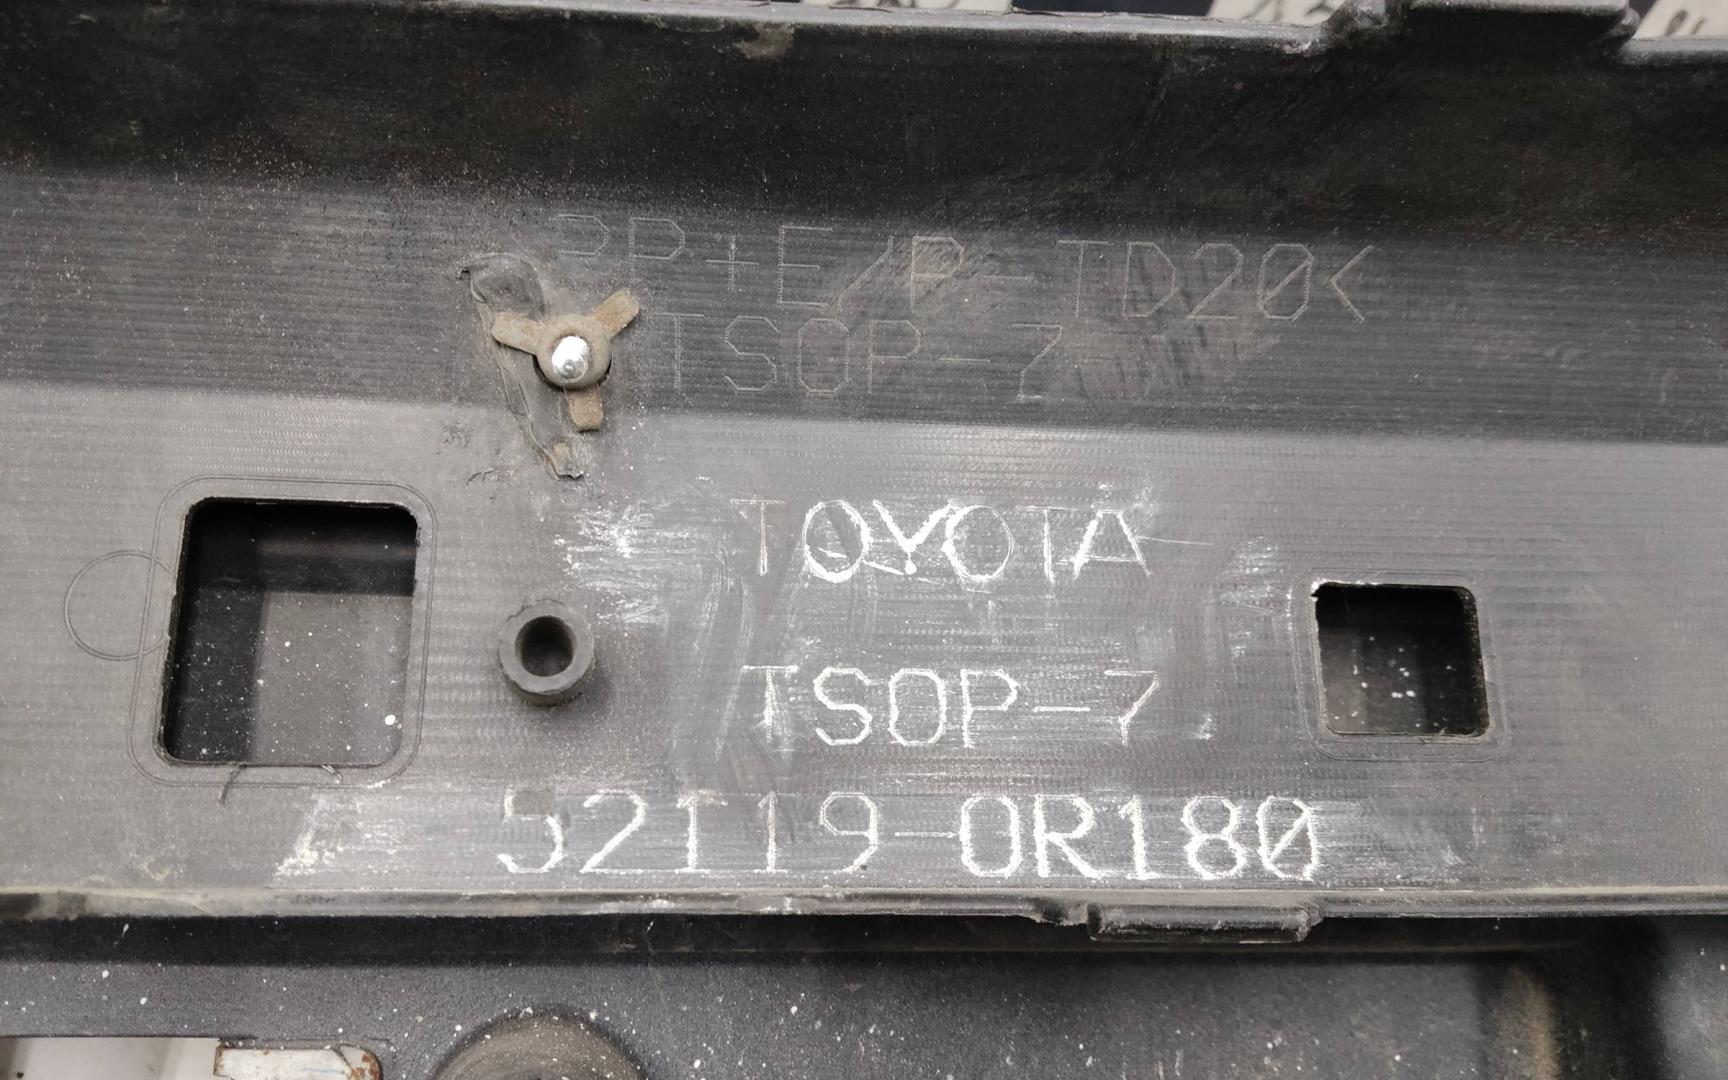 PP+E/P-TD20<
TSOP-7
TOYOTA
TSOP-7
52119-0R180